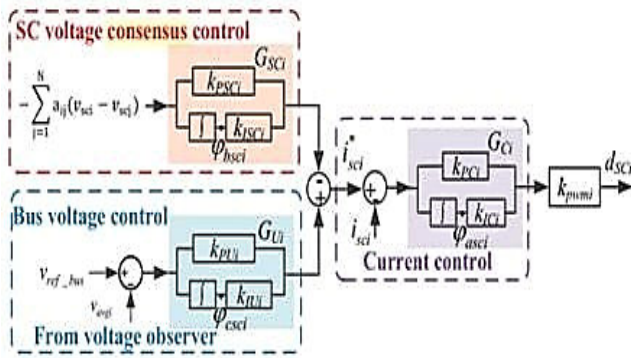 SC voltage consensus control
G_SCi
k_PSCi
- ∑ a_ij(v_sci - v_scj)
N
j=1
∫ k_ISCi
φ_bsci
Bus voltage control
G_Ui
k_PUi
v_ref_bus
+
-
v_avgi
∫ k_IUi
φ_csci
From voltage observer
-
+
i*_sci
+
-
i_sci
G_Ci
k_PCi
∫ k_ICi
φ_asci
Current control
k_pwmi
d_SCi